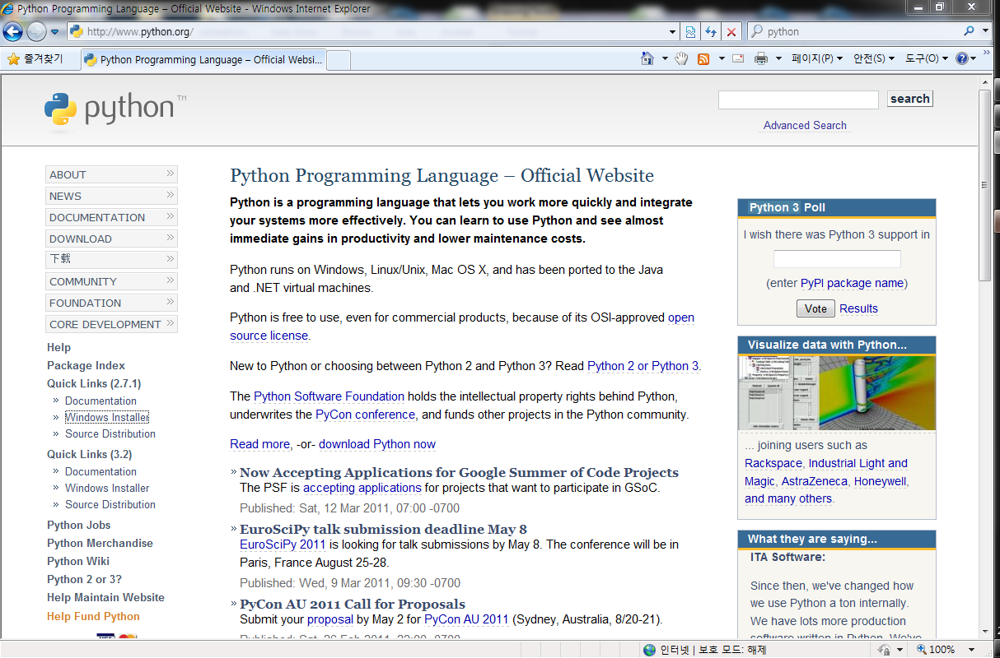 Python Programming Language – Official Website - Windows Internet Explorer
http://www.python.org/
python
즐겨찾기
Python Programming Language – Official Websi...
페이지(P)
안전(S)
도구(O)
python™
search
Advanced Search
ABOUT
NEWS
DOCUMENTATION
DOWNLOAD
下载
COMMUNITY
FOUNDATION
CORE DEVELOPMENT
Help
Package Index
Quick Links (2.7.1)
Documentation
Windows Installer
Source Distribution
Quick Links (3.2)
Documentation
Windows Installer
Source Distribution
Python Jobs
Python Merchandise
Python Wiki
Python 2 or 3?
Help Maintain Website
Help Fund Python
Python Programming Language – Official Website
Python is a programming language that lets you work more quickly and integrate
your systems more effectively. You can learn to use Python and see almost
immediate gains in productivity and lower maintenance costs.
Python runs on Windows, Linux/Unix, Mac OS X, and has been ported to the Java
and .NET virtual machines.
Python is free to use, even for commercial products, because of its OSI-approved open
source license.
New to Python or choosing between Python 2 and Python 3? Read Python 2 or Python 3.
The Python Software Foundation holds the intellectual property rights behind Python,
underwrites the PyCon conference, and funds other projects in the Python community.
Read more, -or- download Python now
Now Accepting Applications for Google Summer of Code Projects
The PSF is accepting applications for projects that want to participate in GSoC.
Published: Sat, 12 Mar 2011, 07:00 -0700
EuroSciPy talk submission deadline May 8
EuroSciPy 2011 is looking for talk submissions by May 8. The conference will be in
Paris, France August 25-28.
Published: Wed, 9 Mar 2011, 09:30 -0700
PyCon AU 2011 Call for Proposals
Submit your proposal by May 2 for PyCon AU 2011 (Sydney, Australia, 8/20-21).
Published: Sat, 26 Feb 2011, 22:00 -0700
Python 3 Poll
I wish there was Python 3 support in
(enter PyPI package name)
Vote Results
Visualize data with Python...
... joining users such as
Rackspace, Industrial Light and
Magic, AstraZeneca, Honeywell,
and many others.
What they are saying...
ITA Software:
Since then, we've changed how
we use Python a ton internally.
We have lots more production
software written in Python. We've
인터넷 | 보호 모드: 해제
100%